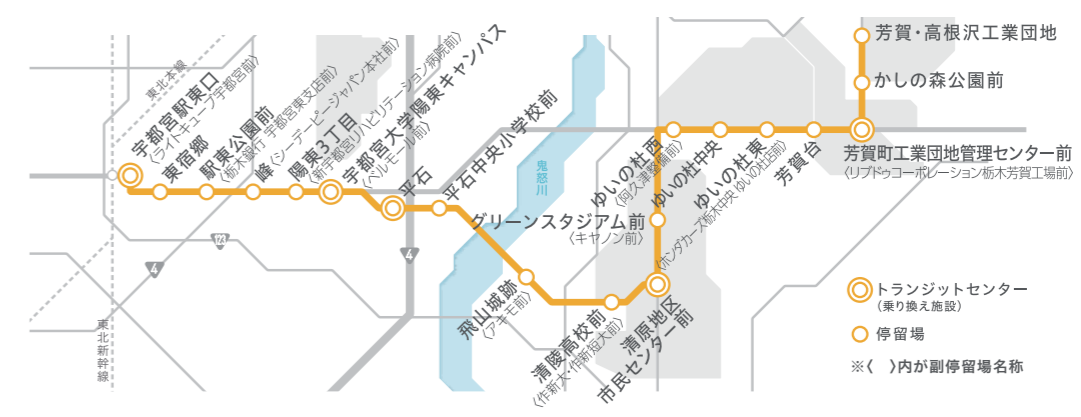 東北本線
宇都宮駅東口
〈ライトキューブ宇都宮前〉
東宿郷
駅東公園前
〈栃木銀行 宇都宮東支店前〉
峰〈シーデーピージャパン本社前〉
陽東3丁目
〈新宇都宮リハビリテーション病院前〉
宇都宮大学陽東キャンパス
〈ベルモール前〉
平石
平石中央小学校前
鬼怒川
飛山城跡
〈アキモ前〉
清陵高校前
〈作新大・作新短大前〉
清原地区
市民センター前
グリーンスタジアム前
〈キヤノン前〉
ゆいの杜西
〈阿久津整備前〉
ゆいの杜中央
〈ホンダカーズ栃木中央 ゆいの杜店前〉
ゆいの杜東
芳賀台
芳賀町工業団地管理センター前
〈リブドゥコーポレーション栃木芳賀工場前〉
かしの森公園前
芳賀・高根沢工業団地
123
4
4
東北新幹線
トランジットセンター
(乗り換え施設)
停留場
※〈 〉内が副停留場名称